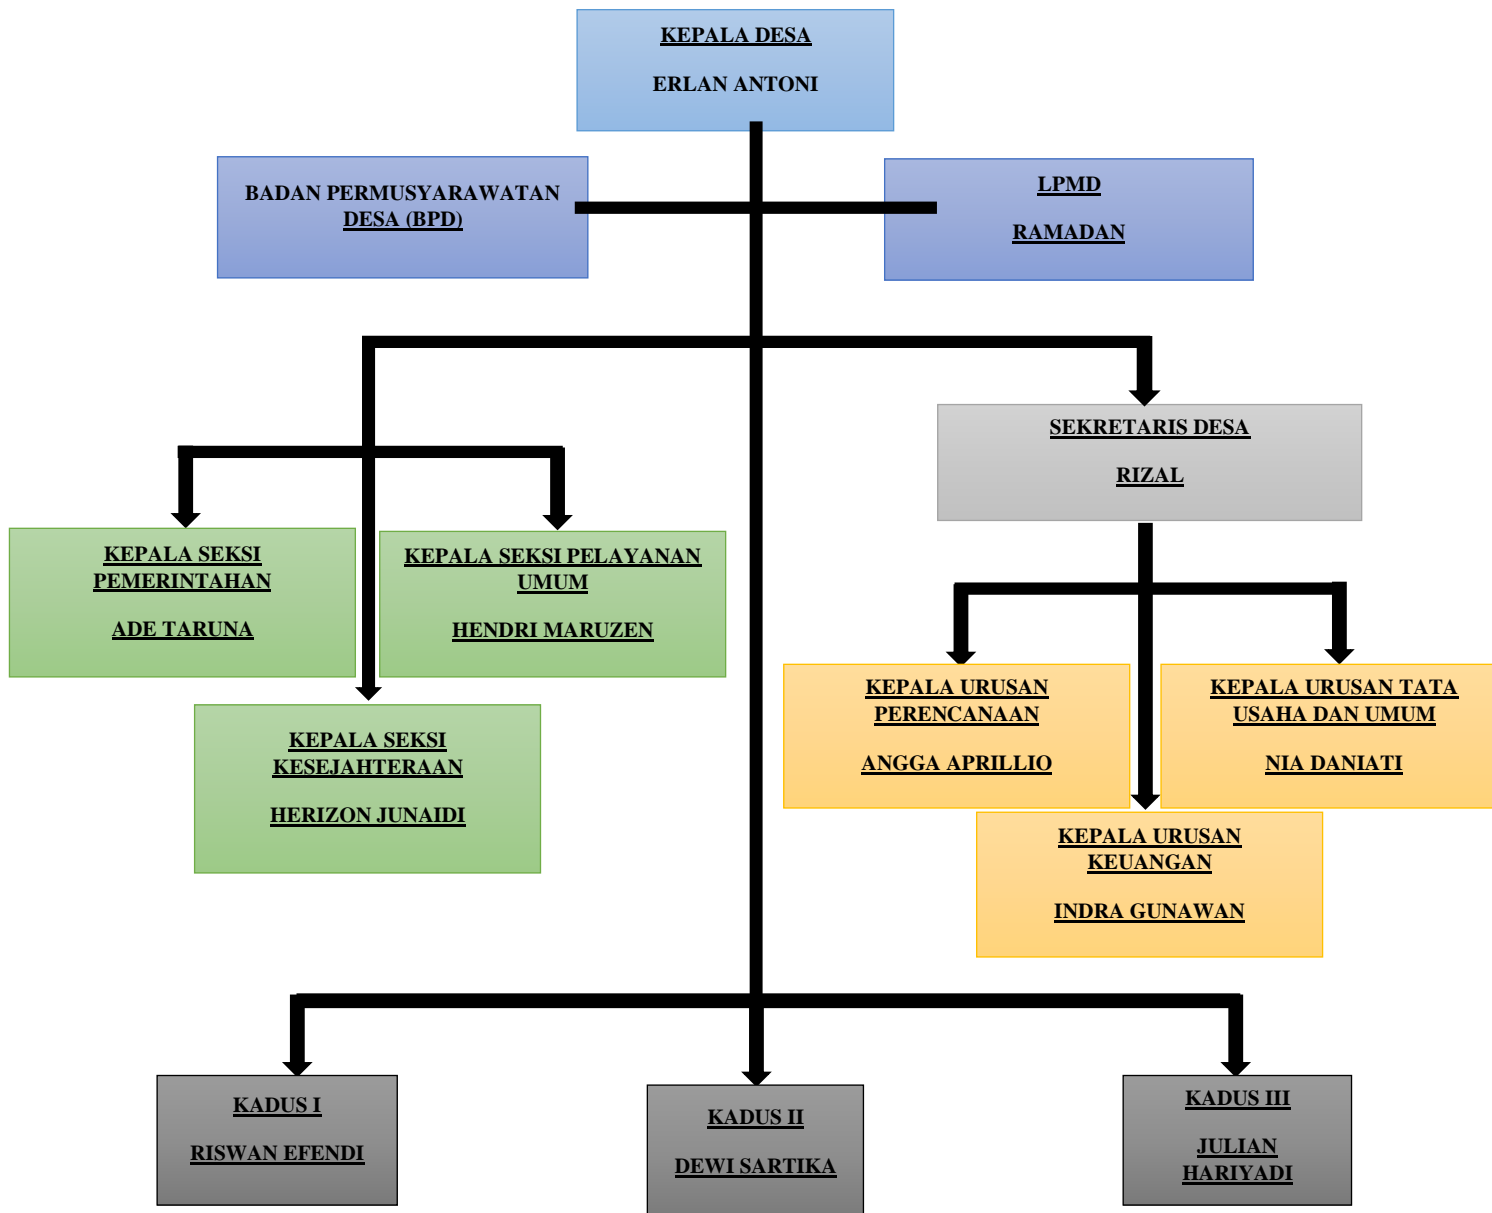 KEPALA DESA
ERLAN ANTONI
BADAN PERMUSYARAWATAN
DESA (BPD)
LPMD
RAMADAN
SEKRETARIS DESA
RIZAL
KEPALA SEKSI
PEMERINTAHAN
ADE TARUNA
KEPALA SEKSI PELAYANAN
UMUM
HENDRI MARUZEN
KEPALA SEKSI
KESEJAHTERAAN
HERIZON JUNAIDI
KEPALA URUSAN
PERENCANAAN
ANGGA APRILLIO
KEPALA URUSAN TATA
USAHA DAN UMUM
NIA DANIATI
KEPALA URUSAN
KEUANGAN
INDRA GUNAWAN
KADUS I
RISWAN EFENDI
KADUS II
DEWI SARTIKA
KADUS III
JULIAN
HARIYADI